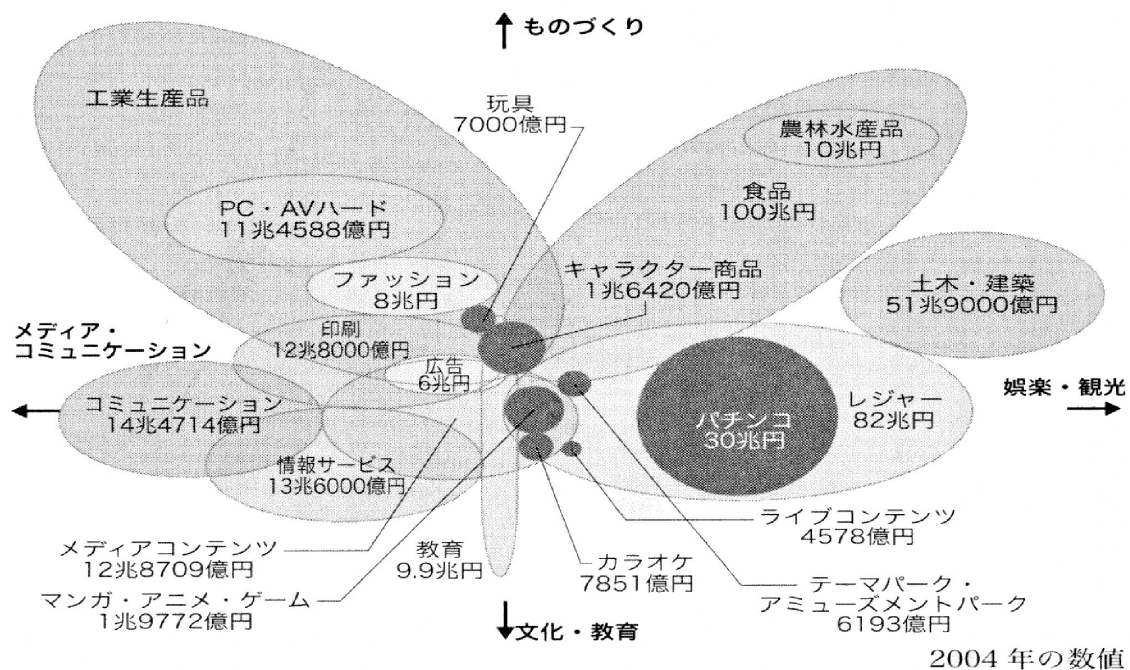 ものづくり
工業生産品
玩具
7000億円
農林水産品
10兆円
食品
100兆円
PC・AVハード
11兆4588億円
ファッション
8兆円
キャラクター商品
1兆6420億円
土木・建築
51兆9000億円
メディア・
コミュニケーション
印刷
12兆8000億円
広告
6兆円
コミュニケーション
14兆4714億円
娯楽・観光
レジャー
82兆円
パチンコ
30兆円
情報サービス
13兆6000億円
メディアコンテンツ
12兆8709億円
マンガ・アニメ・ゲーム
1兆9772億円
教育
9.9兆円
カラオケ
7851億円
ライブコンテンツ
4578億円
テーマパーク・
アミューズメントパーク
6193億円
文化・教育
2004年の数値